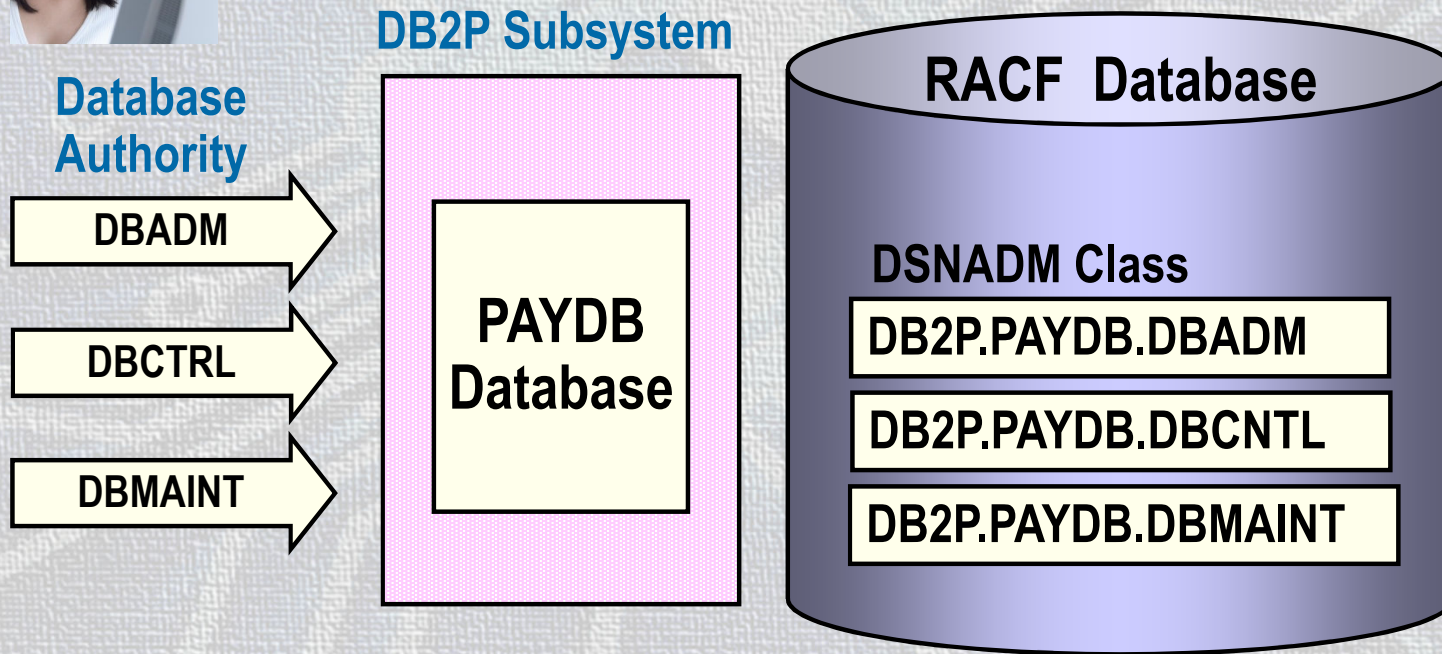 Database
Authority
DBADM
DBCTRL
DBMAINT
DB2P Subsystem
PAYDB
Database
RACF Database
DSNADM Class
DB2P.PAYDB.DBADM
DB2P.PAYDB.DBCNTL
DB2P.PAYDB.DBMAINT